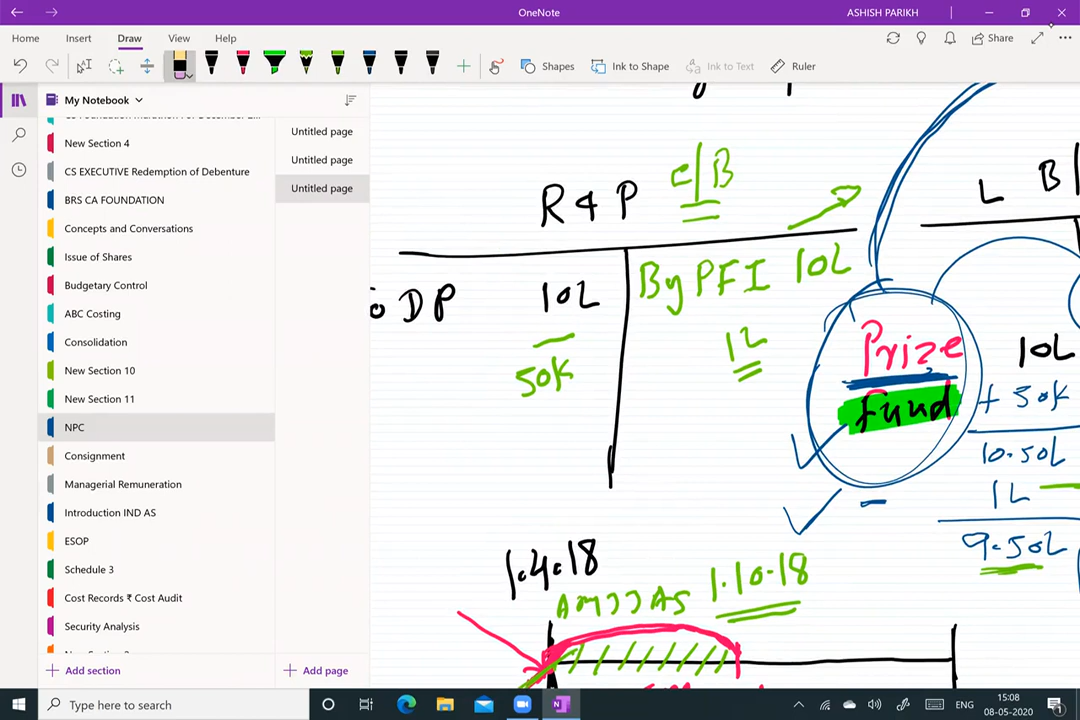 OneNote
ASHISH PARIKH
Home
Insert
Draw
View
Help
Share
Shapes
Ink to Shape
Ink to Text
Ruler
My Notebook
New Section 4
CS EXECUTIVE Redemption of Debenture
BRS CA FOUNDATION
Concepts and Conversations
Issue of Shares
Budgetary Control
ABC Costing
Consolidation
New Section 10
New Section 11
NPC
Consignment
Managerial Remuneration
Introduction IND AS
ESOP
Schedule 3
Cost Records ₹ Cost Audit
Security Analysis
Add section
Untitled page
Untitled page
Untitled page
Add page
R & P C/B
L B/
o DP 10L
50K
By PFI 10L
1L
Prize
Fund
10L
+ 50K
10.50L
1L
9.50L
1.4.18
AMJJAS 1.10.18
Type here to search
ENG
15:08
08-05-2020